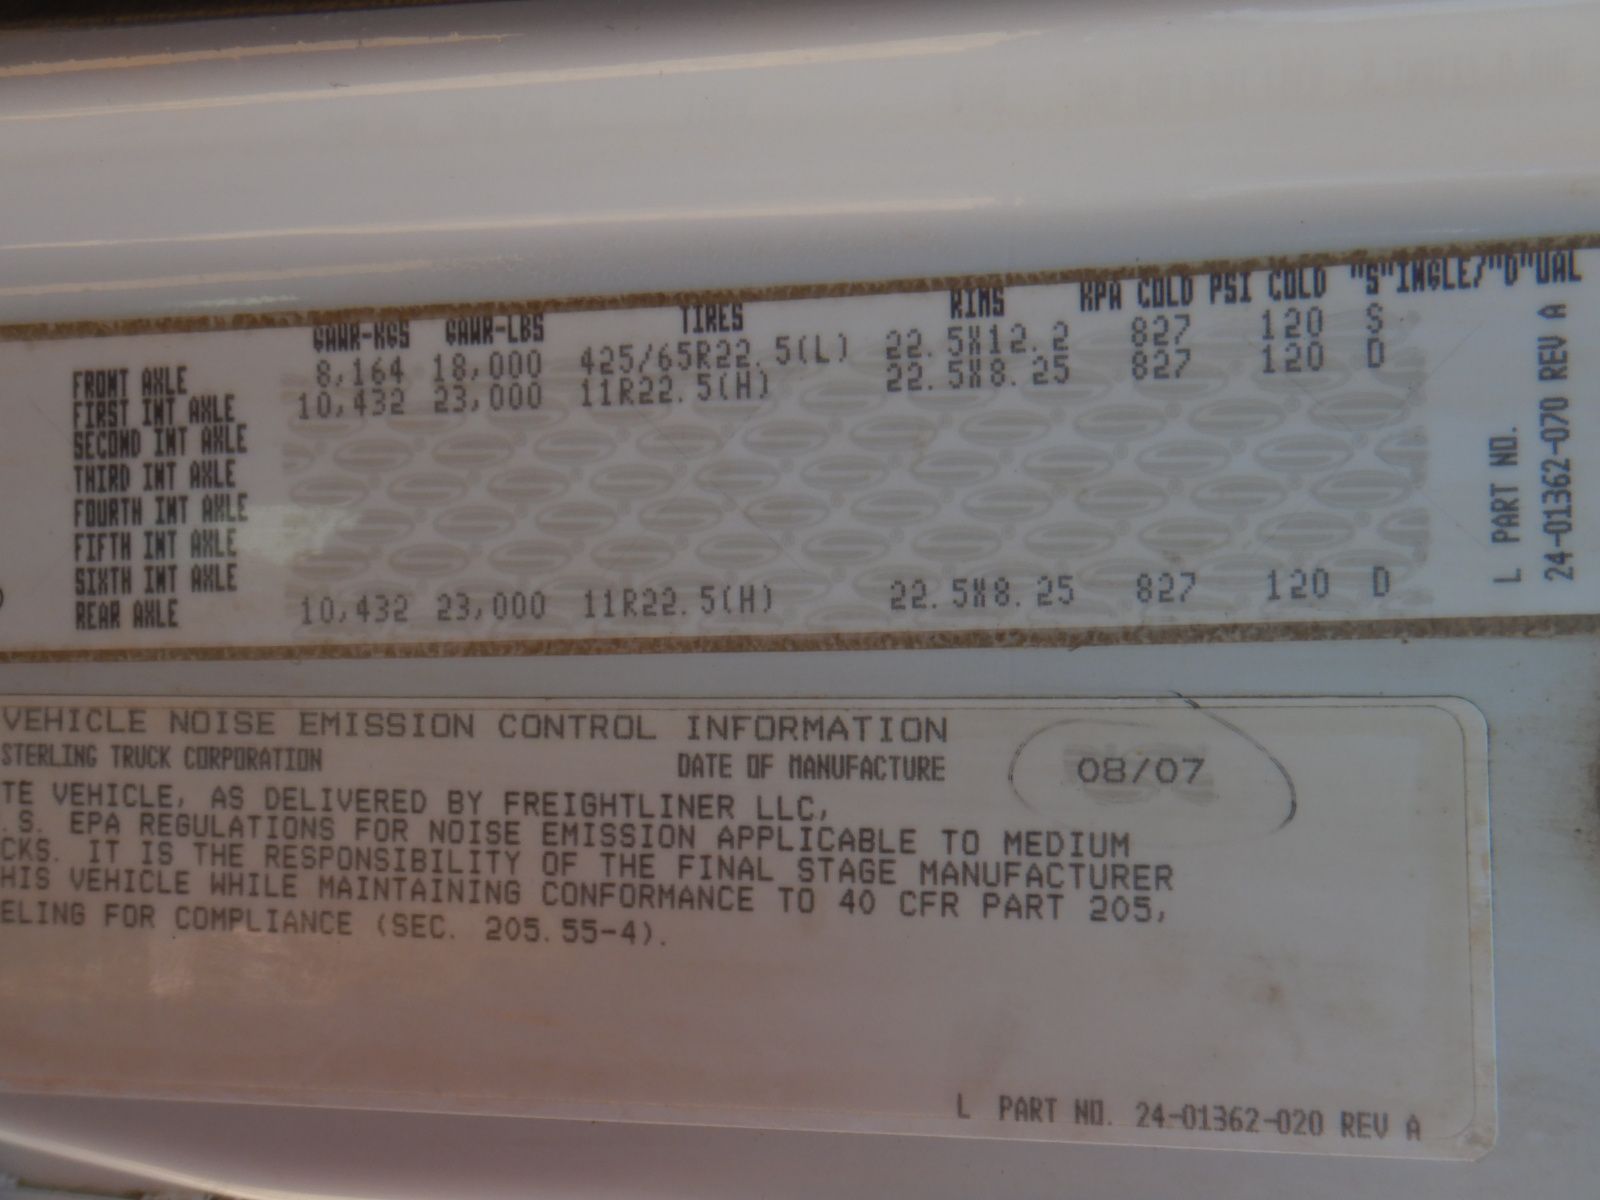 GAWR-KGS GAWR-LBS TIRES RIMS KPA COLD PSI COLD "S"INGLE/"D"UAL
FRONT AXLE 8,164 18,000 425/65R22.5(L) 22.5X12.2 827 120 S
FIRST INT AXLE 10,432 23,000 11R22.5(H) 22.5X8.25 827 120 D
SECOND INT AXLE
THIRD INT AXLE
FOURTH INT AXLE
FIFTH INT AXLE
SIXTH INT AXLE
REAR AXLE 10,432 23,000 11R22.5(H) 22.5X8.25 827 120 D
L PART NO.
24-01362-070 REV A
VEHICLE NOISE EMISSION CONTROL INFORMATION
STERLING TRUCK CORPORATION DATE OF MANUFACTURE 08/07
TE VEHICLE, AS DELIVERED BY FREIGHTLINER LLC,
.S. EPA REGULATIONS FOR NOISE EMISSION APPLICABLE TO MEDIUM
CKS. IT IS THE RESPONSIBILITY OF THE FINAL STAGE MANUFACTURER
HIS VEHICLE WHILE MAINTAINING CONFORMANCE TO 40 CFR PART 205,
ELING FOR COMPLIANCE (SEC. 205.55-4).
L PART NO. 24-01362-020 REV A